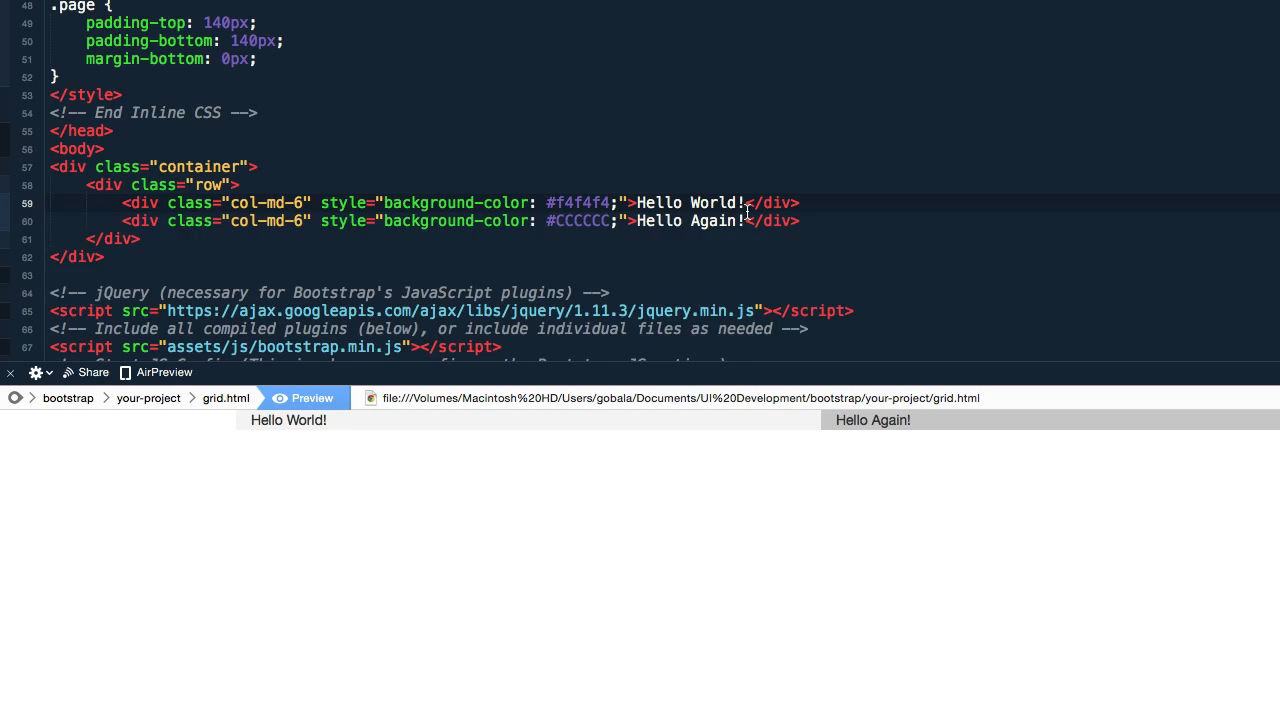 48 .page {
49 padding-top: 140px;
50 padding-bottom: 140px;
51 margin-bottom: 0px;
52 }
53 </style>
54 <!-- End Inline CSS -->
55 </head>
56 <body>
57 <div class="container">
58 <div class="row">
59 <div class="col-md-6" style="background-color: #f4f4f4;">Hello World!</div>
60 <div class="col-md-6" style="background-color: #CCCCCC;">Hello Again!</div>
61 </div>
62 </div>
63
64 <!-- jQuery (necessary for Bootstrap's JavaScript plugins) -->
65 <script src="https://ajax.googleapis.com/ajax/libs/jquery/1.11.3/jquery.min.js"></script>
66 <!-- Include all compiled plugins (below), or include individual files as needed -->
67 <script src="assets/js/bootstrap.min.js"></script>
Share AirPreview
bootstrap your-project grid.html Preview file:///Volumes/Macintosh%20HD/Users/gobala/Documents/UI%20Development/bootstrap/your-project/grid.html
Hello World! Hello Again!